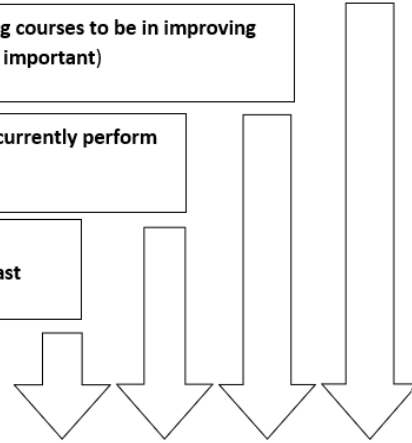 g courses to be in improving
important)
currently perform
ast